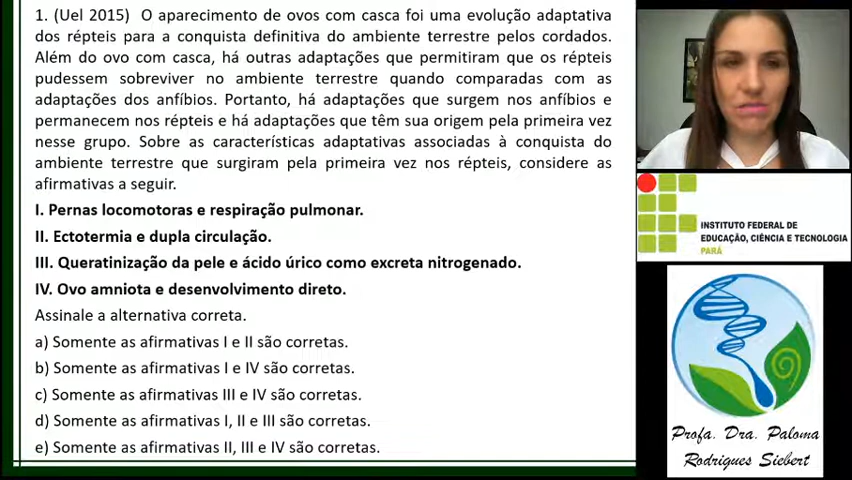 1. (Uel 2015) O aparecimento de ovos com casca foi uma evolução adaptativa
dos répteis para a conquista definitiva do ambiente terrestre pelos cordados.
Além do ovo com casca, há outras adaptações que permitiram que os répteis
pudessem sobreviver no ambiente terrestre quando comparadas com as
adaptações dos anfíbios. Portanto, há adaptações que surgem nos anfíbios e
permanecem nos répteis e há adaptações que têm sua origem pela primeira vez
nesse grupo. Sobre as características adaptativas associadas à conquista do
ambiente terrestre que surgiram pela primeira vez nos répteis, considere as
afirmativas a seguir.
I. Pernas locomotoras e respiração pulmonar.
II. Ectotermia e dupla circulação.
III. Queratinização da pele e ácido úrico como excreta nitrogenado.
IV. Ovo amniota e desenvolvimento direto.
Assinale a alternativa correta.
a) Somente as afirmativas I e II são corretas.
b) Somente as afirmativas I e IV são corretas.
c) Somente as afirmativas III e IV são corretas.
d) Somente as afirmativas I, II e III são corretas.
e) Somente as afirmativas II, III e IV são corretas.
INSTITUTO FEDERAL DE
EDUCAÇÃO, CIÊNCIA E TECNOLOGIA
PARÁ
Profa. Dra. Paloma
Rodrigues Siebert